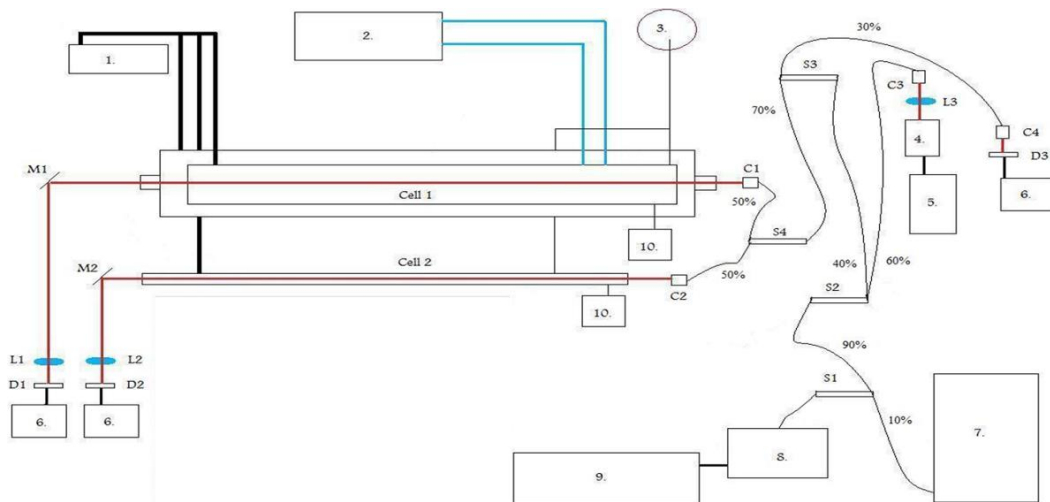 30%
3.
2.
S3
1.
C3
L3
70%
C4
4.
D3
M1
C1
Cell 1
50%
5.
6.
S4
10.
Cell 2
M2
50%
40%
60%
C2
S2
10.
90%
L1
L2
S1
D1
D2
10%
6.
6.
7.
8.
9.